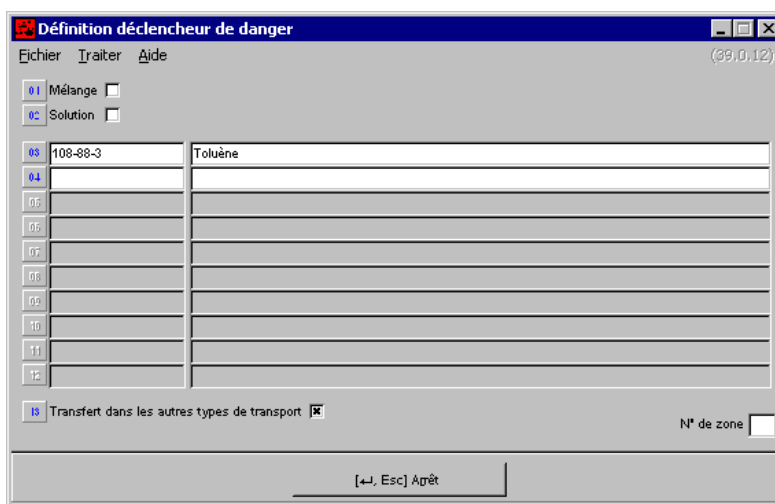 Définition déclencheur de danger
Fichier Traiter Aide (39.0.12)
01 Mélange
02 Solution
03 108-88-3 Toluène
04
05
06
07
08
09
10
11
12
13 Transfert dans les autres types de transport
N° de zone
[↵, Esc] Arrêt